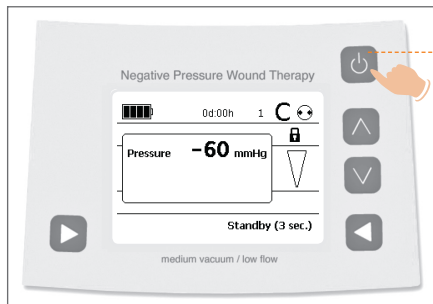 Negative Pressure Wound Therapy
0d:00h 1 C
Pressure -60 mmHg
Standby (3 sec.)
medium vacuum / low flow